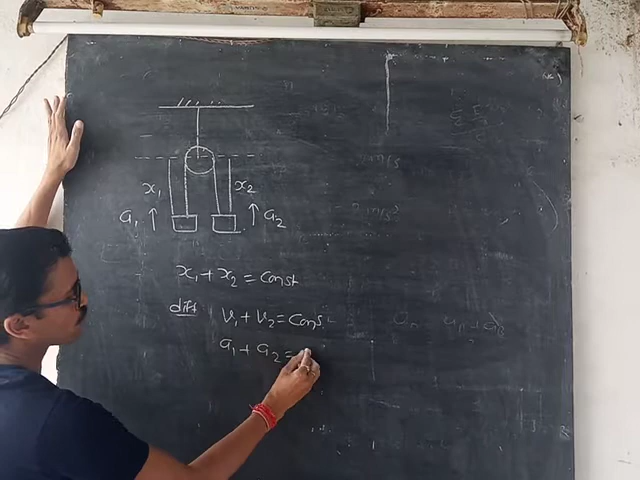 x₁ x₂
a₁ ↑ ↑ a₂
x₁ + x₂ = Const
diff V₁ + V₂ = Const
a₁ + a₂ =